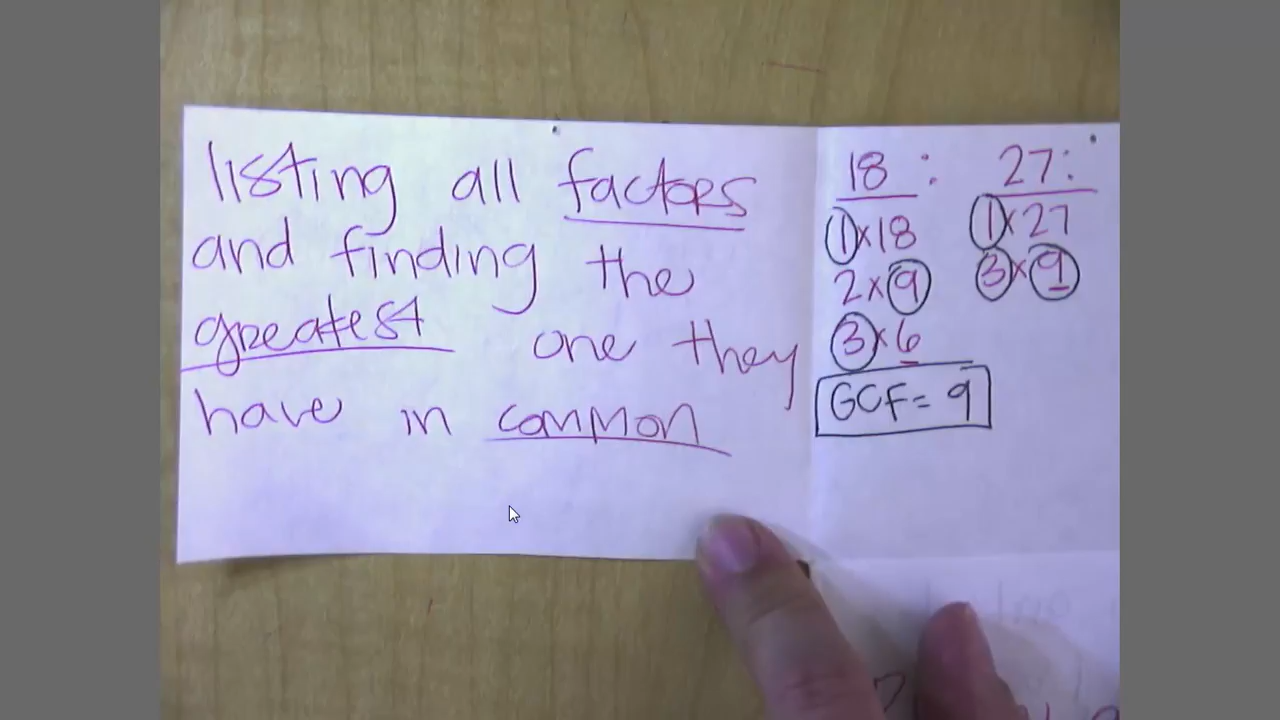 listing all factors
and finding the
greatest one they
have in common
18: 27:
1x18 1x27
2x9 3x9
3x6
GCF= 9